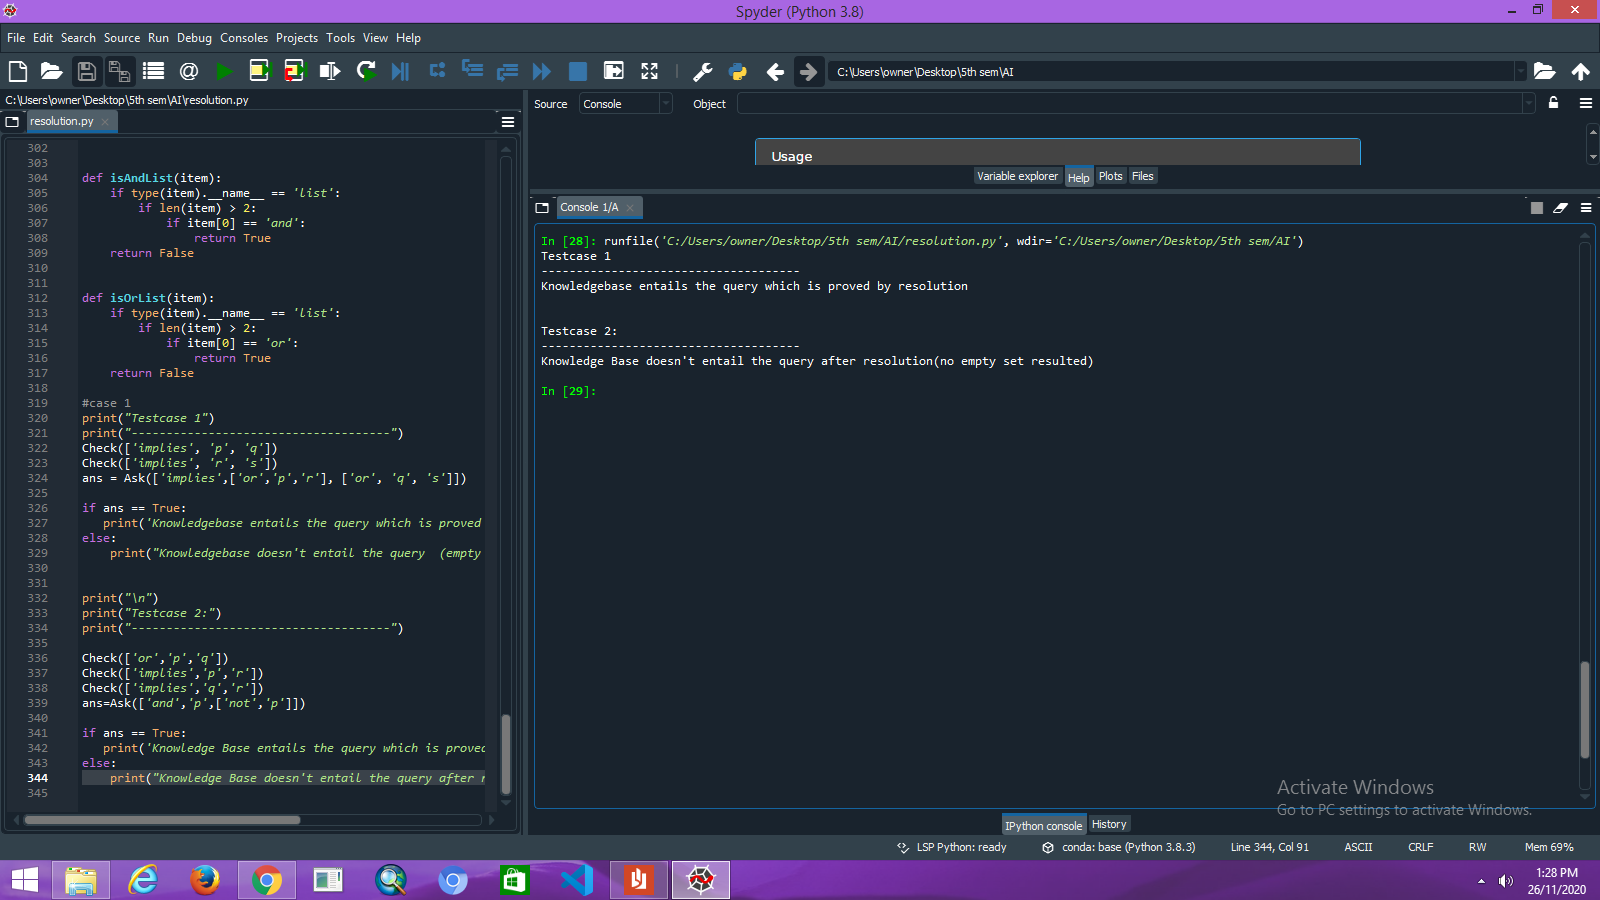 Spyder (Python 3.8)
File Edit Search Source Run Debug Consoles Projects Tools View Help
C:\Users\owner\Desktop\5th sem\AI
C:\Users\owner\Desktop\5th sem\AI\resolution.py
resolution.py
302
303
304 def isAndList(item):
305 if type(item).__name__ == 'list':
306 if len(item) > 2:
307 if item[0] == 'and':
308 return True
309 return False
310
311
312 def isOrList(item):
313 if type(item).__name__ == 'list':
314 if len(item) > 2:
315 if item[0] == 'or':
316 return True
317 return False
318
319 #case 1
320 print("Testcase 1")
321 print("-------------------------------------")
322 Check(['implies', 'p', 'q'])
323 Check(['implies', 'r', 's'])
324 ans = Ask(['implies',['or','p','r'], ['or', 'q', 's']])
325
326 if ans == True:
327 print('Knowledgebase entails the query which is proved
328 else:
329 print("Knowledgebase doesn't entail the query  (empty
330
331
332 print("\n")
333 print("Testcase 2:")
334 print("-------------------------------------")
335
336 Check(['or','p','q'])
337 Check(['implies','p','r'])
338 Check(['implies','q','r'])
339 ans=Ask(['and','p',['not','p']])
340
341 if ans == True:
342 print('Knowledge Base entails the query which is proved
343 else:
344 print("Knowledge Base doesn't entail the query after r
345
Source Console Object
Usage
Variable explorer Help Plots Files
Console 1/A
In [28]: runfile('C:/Users/owner/Desktop/5th sem/AI/resolution.py', wdir='C:/Users/owner/Desktop/5th sem/AI')
Testcase 1
-------------------------------------
Knowledgebase entails the query which is proved by resolution
Testcase 2:
-------------------------------------
Knowledge Base doesn't entail the query after resolution(no empty set resulted)
In [29]:
Activate Windows
Go to PC settings to activate Windows.
IPython console History
LSP Python: ready conda: base (Python 3.8.3) Line 344, Col 91 ASCII CRLF RW Mem 69%
1:28 PM
26/11/2020